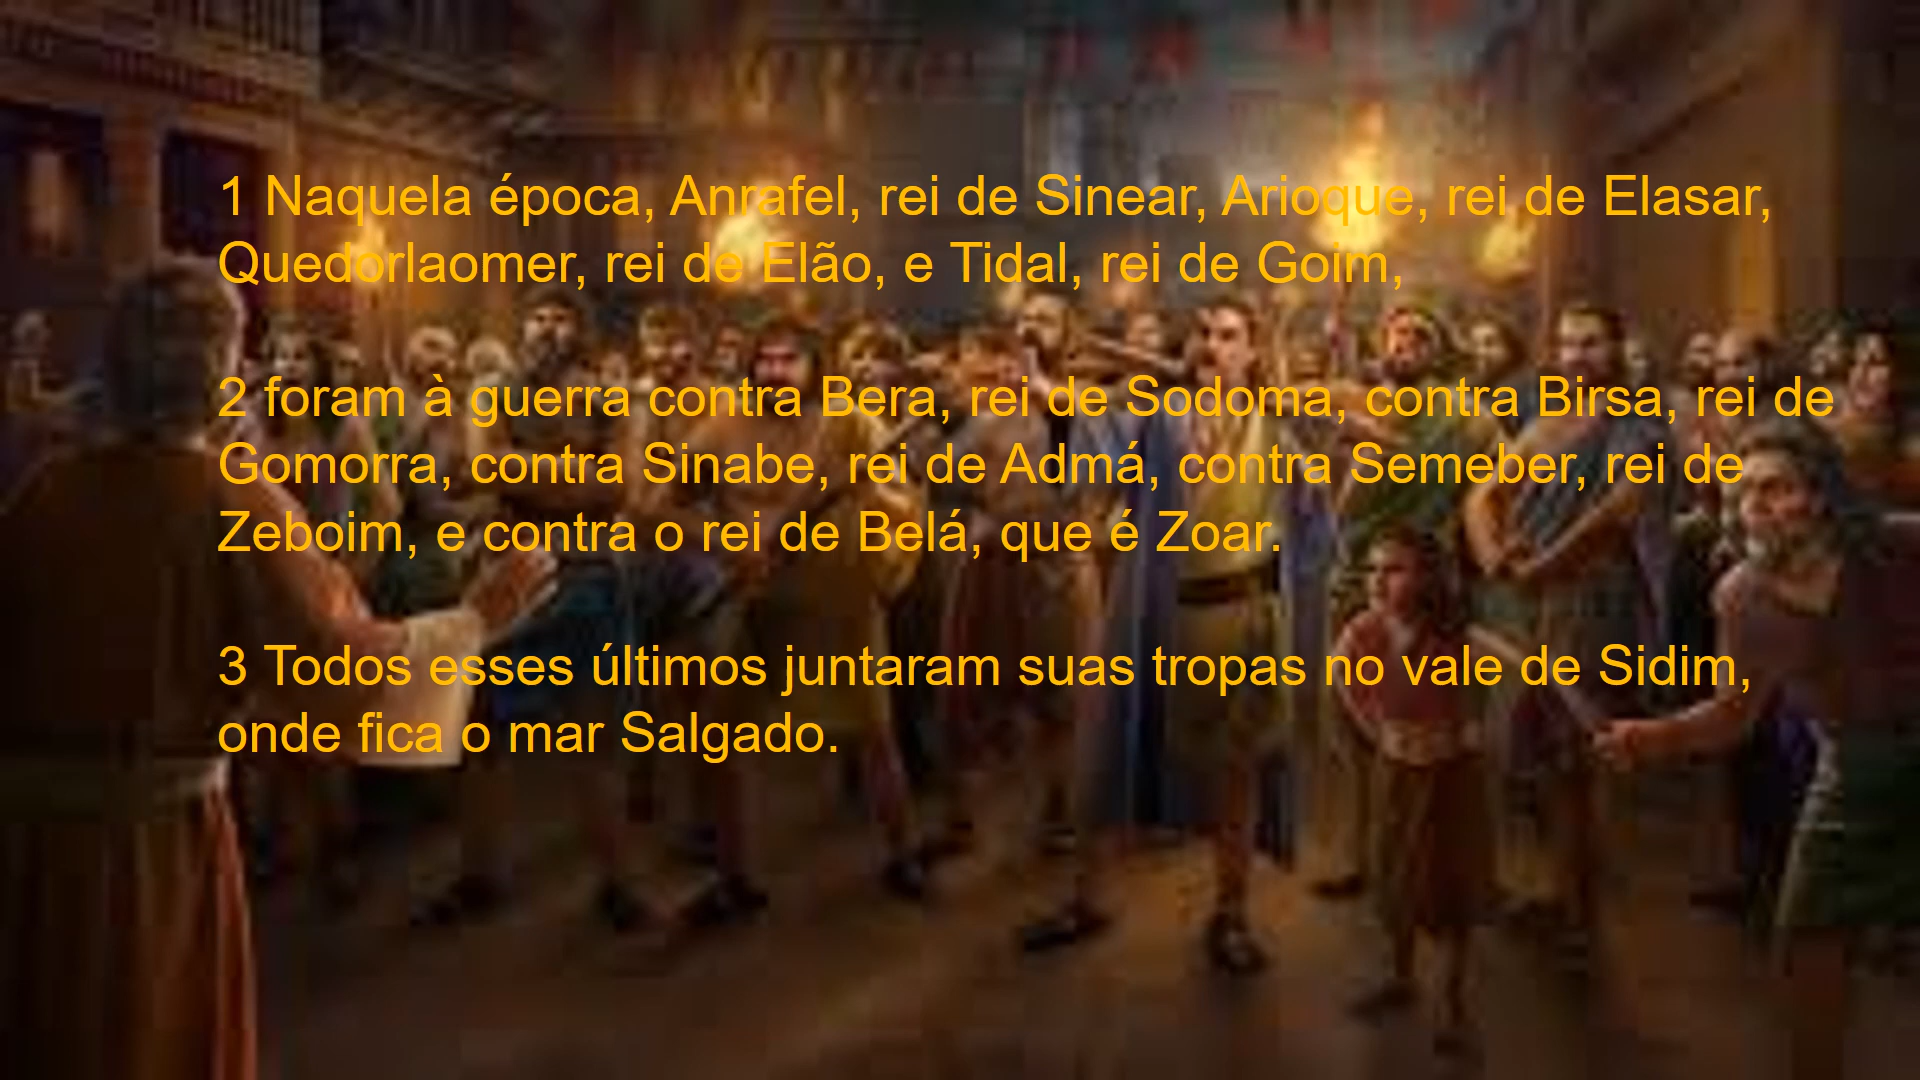 1 Naquela época, Anrafel, rei de Sinear, Arioque, rei de Elasar,
Quedorlaomer, rei de Elão, e Tidal, rei de Goim,
2 foram à guerra contra Bera, rei de Sodoma, contra Birsa, rei de
Gomorra, contra Sinabe, rei de Admá, contra Semeber, rei de
Zeboim, e contra o rei de Belá, que é Zoar.
3 Todos esses últimos juntaram suas tropas no vale de Sidim,
onde fica o mar Salgado.